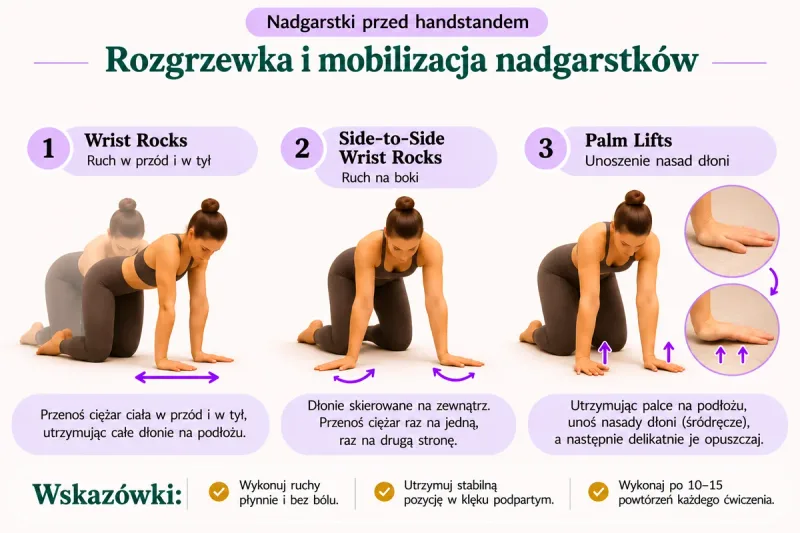 Nadgarstki przed handstandem
Rozgrzewka i mobilizacja nadgarstków
1
Wrist Rocks
Ruch w przód i w tył
2
Side-to-Side
Wrist Rocks
Ruch na boki
3
Palm Lifts
Unoszenie nasad dłoni
Przenoś ciężar ciała w przód i w tył,
utrzymując całe dłonie na podłożu.
Dłonie skierowane na zewnątrz.
Przenoś ciężar raz na jedną,
raz na drugą stronę.
Utrzymując palce na podłożu,
unoś nasady dłoni (śródręcze),
a następnie delikatnie je opuszczaj.
Wskazówki:
Wykonuj ruchy
płynnie i bez bólu.
Utrzymuj stabilną
pozycję w klęku podpartym.
Wykonaj po 10–15
powtórzeń każdego ćwiczenia.